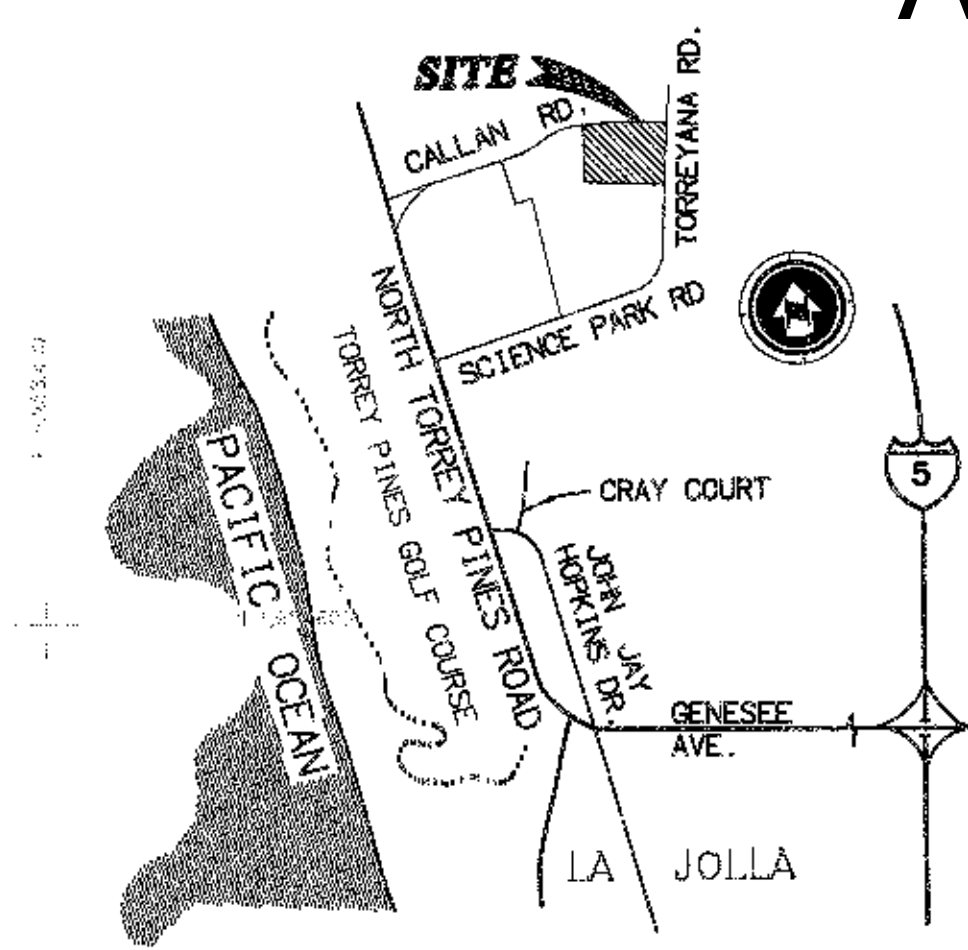 SITE
CALLAN RD.
TORREYANA RD.
SCIENCE PARK RD
NORTH TORREY PINES ROAD
TORREY PINES GOLF COURSE
PACIFIC OCEAN
5
CRAY COURT
JOHN JAY
HOPKINS DR.
GENESEE
AVE.
LA JOLLA